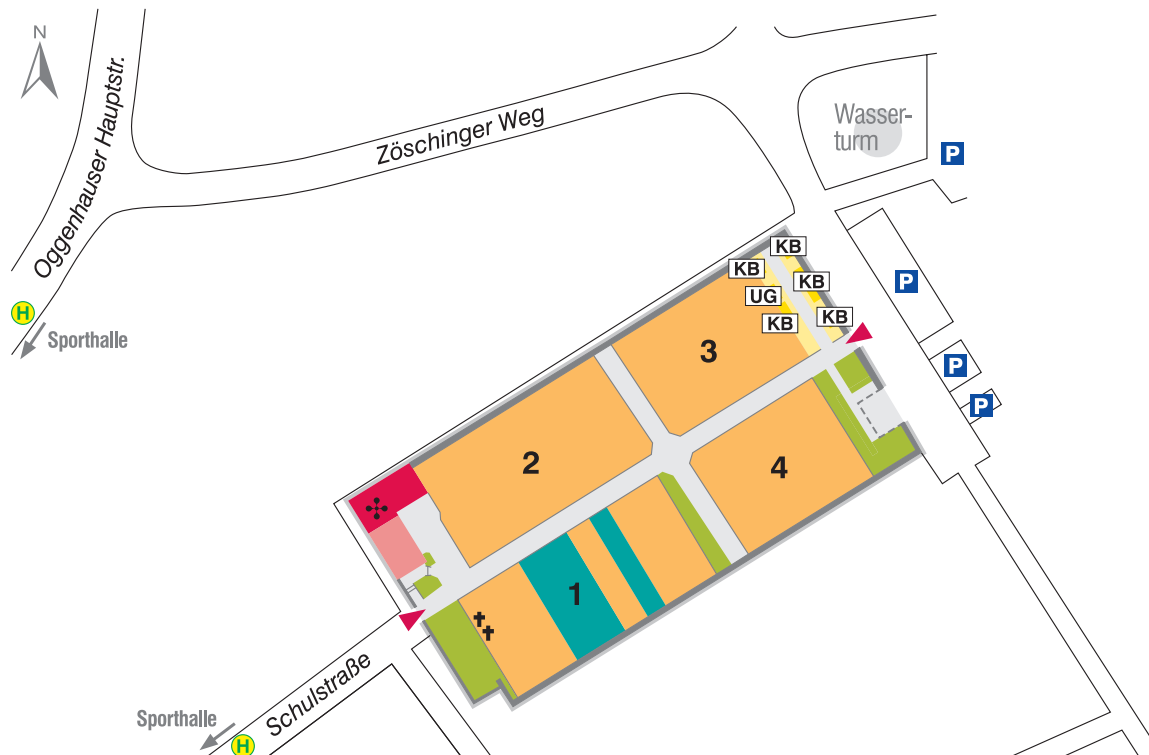 N
Oggenhauser Hauptstr.
Zöschinger Weg
Wasser-
turm
P
P
P
P
KB
KB
KB
UG
KB
KB
H
Sporthalle
3
2
4
1
Schulstraße
Sporthalle
H